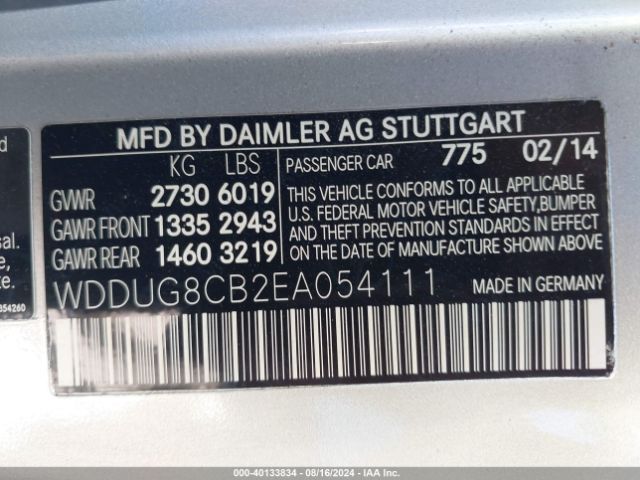 MFD BY DAIMLER AG STUTTGART
KG LBS
GVWR 2730 6019
GAWR FRONT 1335 2943
GAWR REAR 1460 3219
PASSENGER CAR 775 02/14
THIS VEHICLE CONFORMS TO ALL APPLICABLE
U.S. FEDERAL MOTOR VEHICLE SAFETY, BUMPER
AND THEFT PREVENTION STANDARDS IN EFFECT
ON THE DATE OF MANUFACTURE SHOWN ABOVE.
WDDUG8CB2EA054111
MADE IN GERMANY
000-40133834 - 08/16/2024 - IAA Auctions